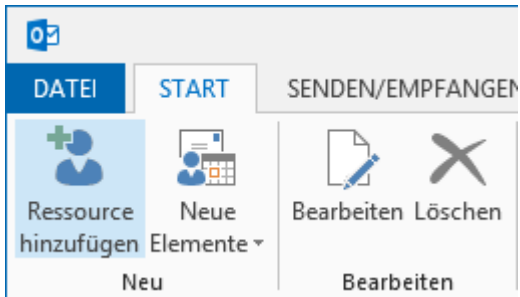 DATEI START SENDEN/EMPFANGEN
Ressource hinzufügen
Neue Elemente
Bearbeiten Löschen
Neu Bearbeiten